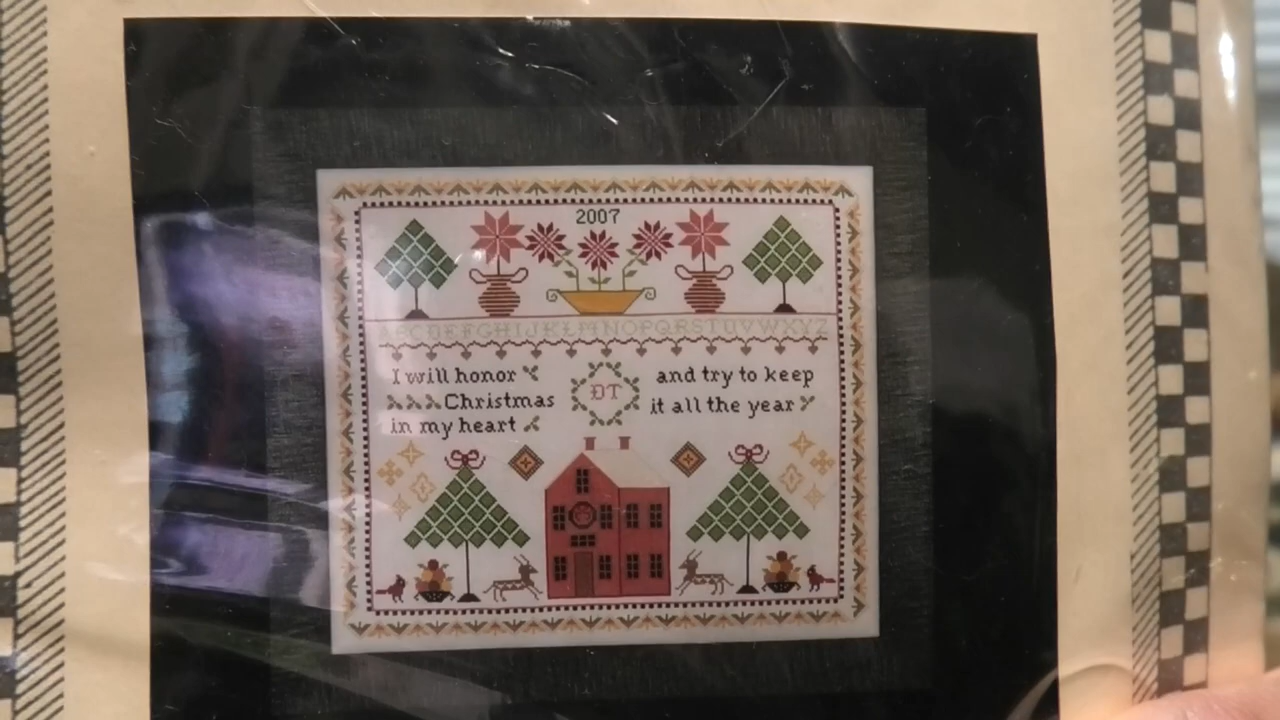 2007
ABCDEFGHIJKLMNOPQRSTUVWXYZ
I will honor
Christmas
in my heart
DT
and try to keep
it all the year